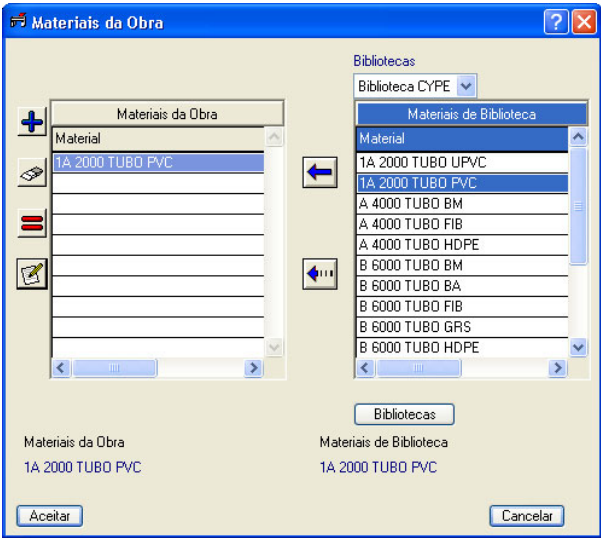 Materiais da Obra
Bibliotecas
Biblioteca CYPE
Materiais da Obra
Material
1A 2000 TUBO PVC
Materiais de Biblioteca
Material
1A 2000 TUBO UPVC
1A 2000 TUBO PVC
A 4000 TUBO BM
A 4000 TUBO FIB
A 4000 TUBO HDPE
B 6000 TUBO BM
B 6000 TUBO BA
B 6000 TUBO FIB
B 6000 TUBO GRS
B 6000 TUBO HDPE
Bibliotecas
Materiais da Obra
1A 2000 TUBO PVC
Materiais de Biblioteca
1A 2000 TUBO PVC
Aceitar
Cancelar